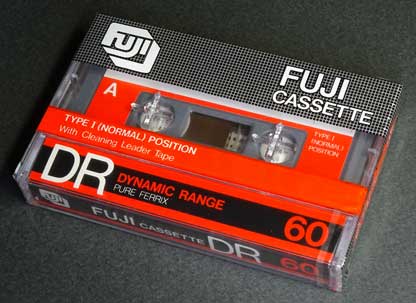 FUJI
FUJI
CASSETTE
A
TYPE I (NORMAL) POSITION
With Cleaning Leader Tape
TYPE I
(NORMAL)
POSITION
DR DYNAMIC RANGE
PURE FERRIX
60
FUJI
FUJI CASSETTE DR 60